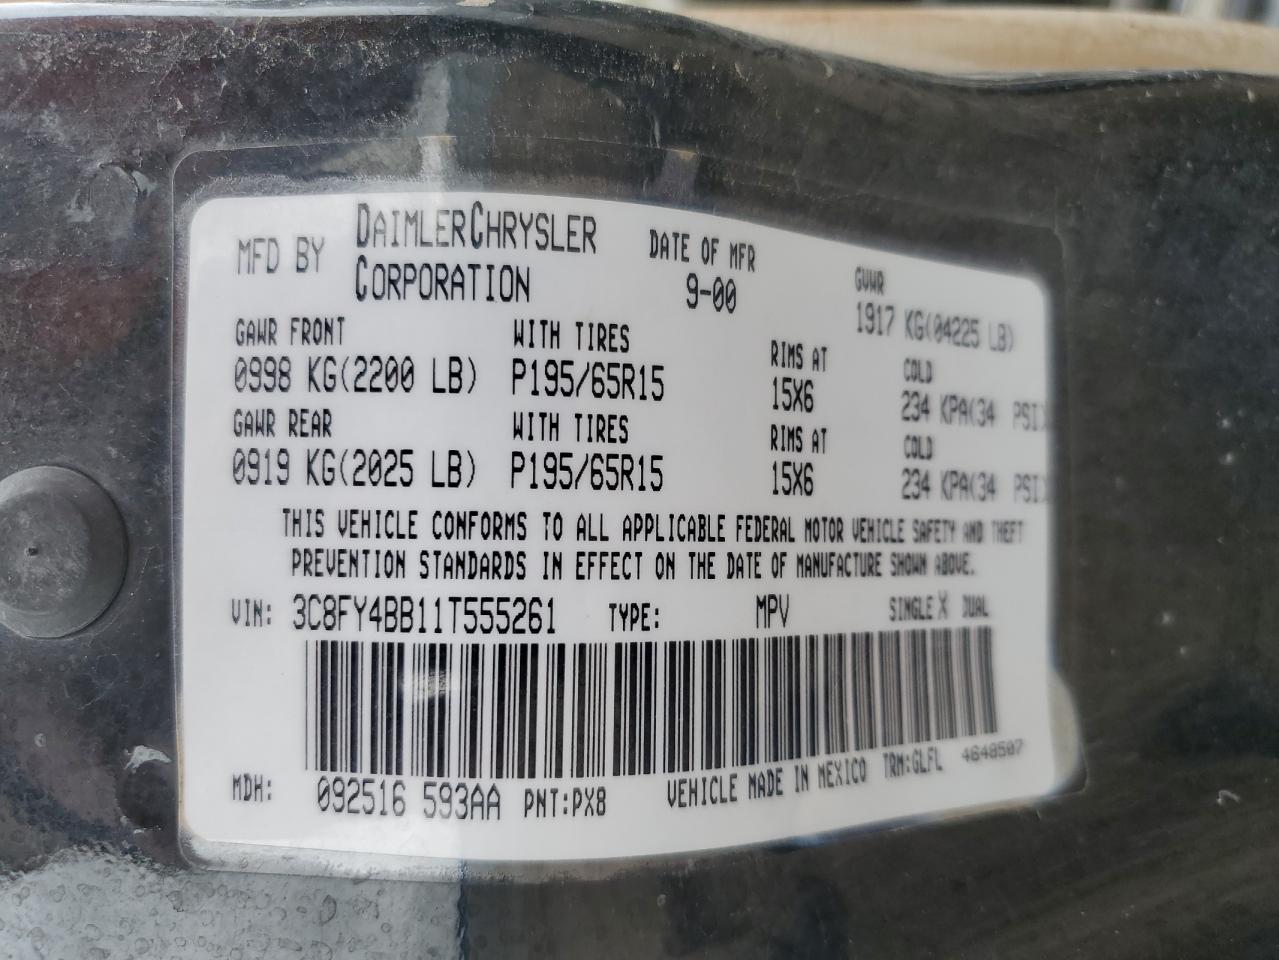 MFD BY DAIMLERCHRYSLER CORPORATION
DATE OF MFR 9-00
GVWR 1917 KG(04225 LB)
GAWR FRONT WITH TIRES RIMS AT COLD
0998 KG(2200 LB) P195/65R15 15X6 234 KPA(34 PSI)
GAWR REAR WITH TIRES RIMS AT COLD
0919 KG(2025 LB) P195/65R15 15X6 234 KPA(34 PSI)
THIS VEHICLE CONFORMS TO ALL APPLICABLE FEDERAL MOTOR VEHICLE SAFETY AND THEFT
PREVENTION STANDARDS IN EFFECT ON THE DATE OF MANUFACTURE SHOWN ABOVE.
VIN: 3C8FY4BB11T555261 TYPE: MPV SINGLE X DUAL
MDH: 092516 593AA PNT:PX8 VEHICLE MADE IN MEXICO TRM:GLFL 4648507